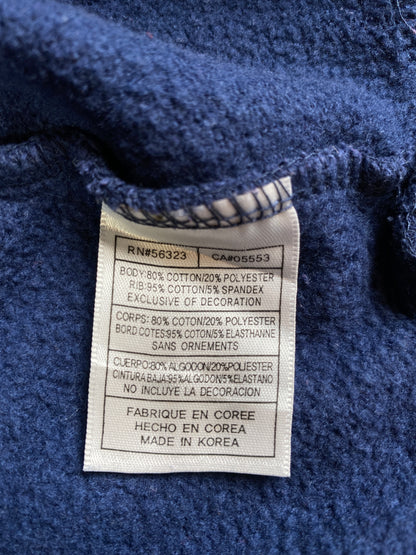 RN#56323 CA#05553
BODY:80% COTTON/20% POLYESTER
RIB:95% COTTON/5% SPANDEX
EXCLUSIVE OF DECORATION
CORPS: 80% COTON/20% POLYESTER
BORD COTES:95% COTON/5% ELASTHANNE
SANS ORNEMENTS
CUERPO:80% ALGODON/20%POLIESTER
CINTURA BAJA:95%ALGODON/5%ELASTANO
NO INCLUYE LA DECORACION
FABRIQUE EN COREE
HECHO EN COREA
MADE IN KOREA